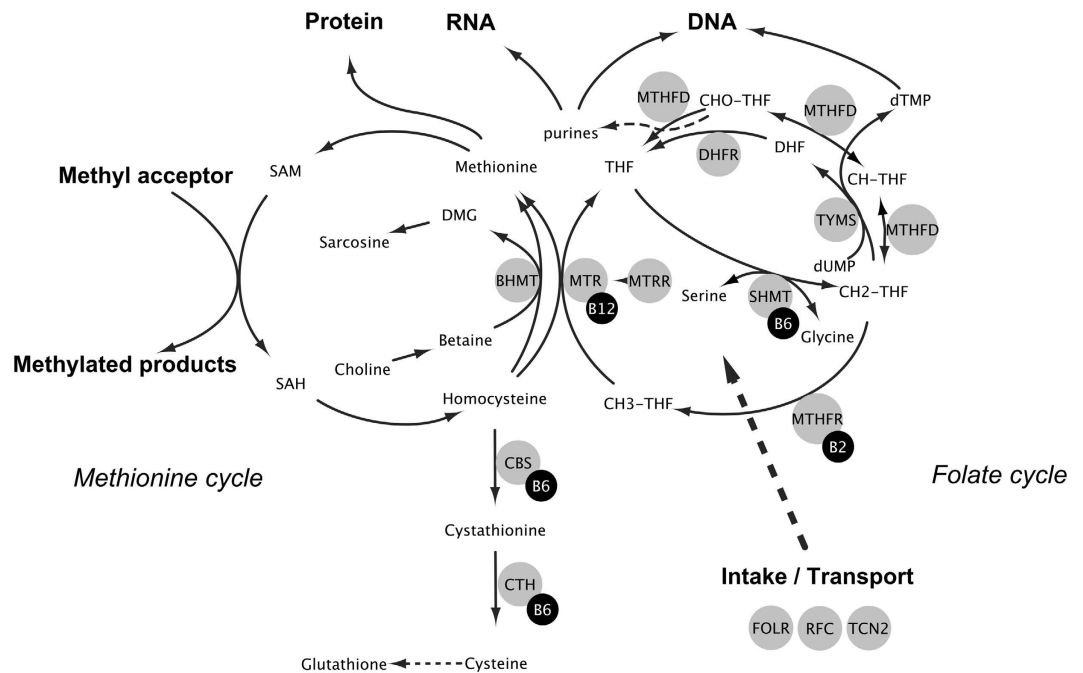 Protein
RNA
DNA
MTHFD
CHO-THF
MTHFD
dTMP
purines
DHFR
DHF
Methyl acceptor
SAM
Methionine
THF
CH-THF
DMG
Sarcosine
TYMS
MTHFD
BHMT
MTR
MTRR
B12
dUMP
Serine
SHMT
CH2-THF
B6
Glycine
Betaine
Methylated products
Choline
SAH
Homocysteine
CH3-THF
MTHFR
B2
Methionine cycle
CBS
B6
Folate cycle
Cystathionine
CTH
B6
Intake / Transport
FOLR
RFC
TCN2
Glutathione
Cysteine